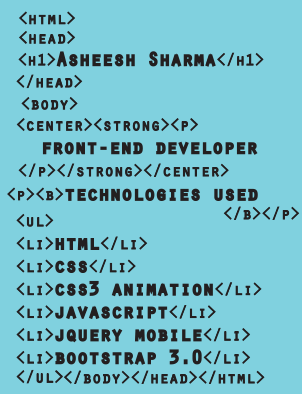 <HTML>
<HEAD>
<H1>ASHEESH SHARMA</H1>
</HEAD>
<BODY>
<CENTER><STRONG><P>
FRONT-END DEVELOPER
</P></STRONG></CENTER>
<P><B>TECHNOLOGIES USED
</B></P>
<UL>
<LI>HTML</LI>
<LI>CSS</LI>
<LI>CSS3 ANIMATION</LI>
<LI>JAVASCRIPT</LI>
<LI>JQUERY MOBILE</LI>
<LI>BOOTSTRAP 3.0</LI>
</UL></BODY></HEAD></HTML>